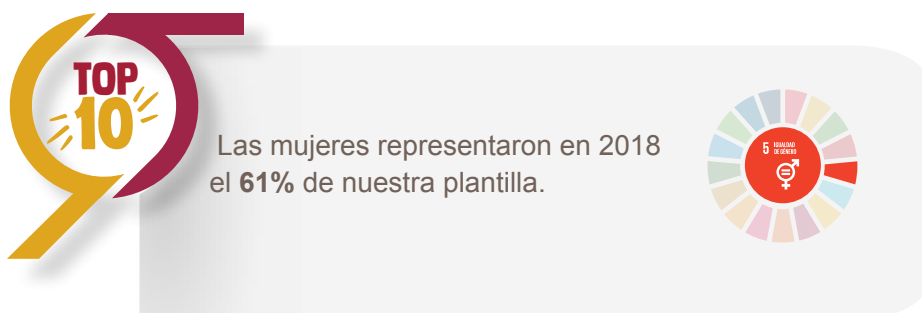 TOP
10
Las mujeres representaron en 2018
el 61% de nuestra plantilla.
5 IGUALDAD
DE GÉNERO